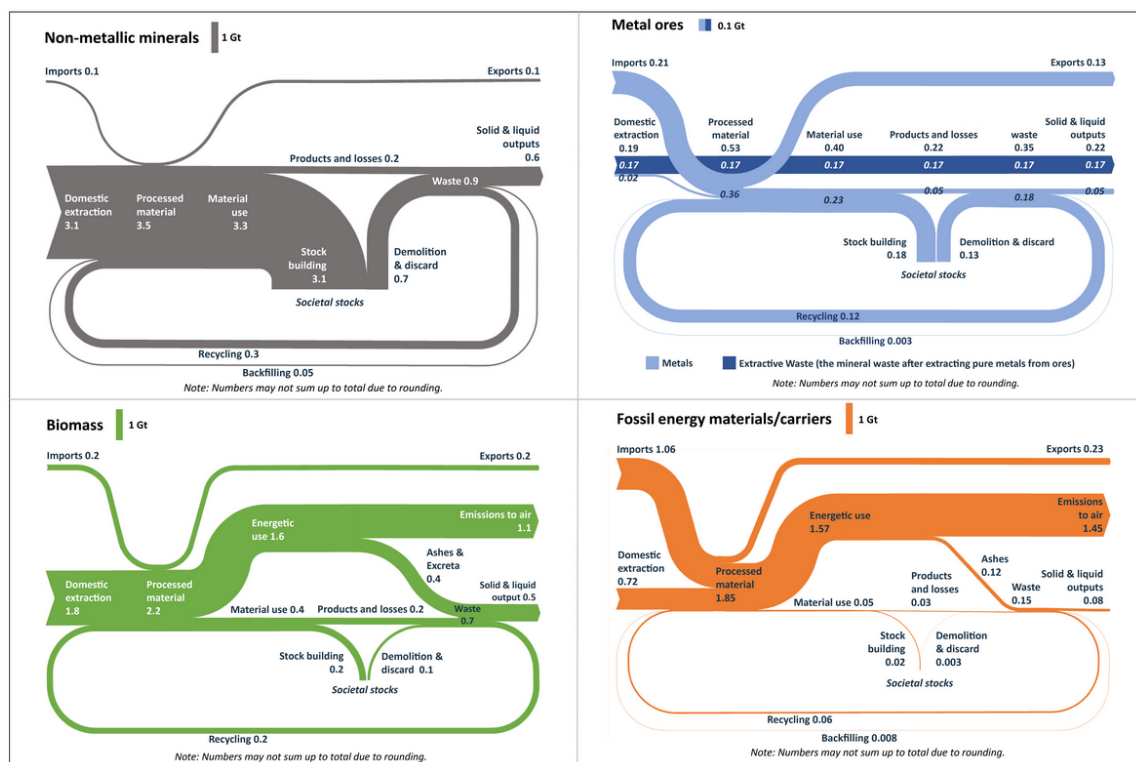 Non-metallic minerals
1 Gt
Imports 0.1
Exports 0.1
Solid & liquid
outputs
0.6
Products and losses 0.2
Waste 0.9
Domestic
extraction
3.1
Processed
material
3.5
Material
use
3.3
Stock
building
3.1
Demolition
& discard
0.7
Societal stocks
Recycling 0.3
Backfilling 0.05
Note: Numbers may not sum up to total due to rounding.
Metal ores
0.1 Gt
Imports 0.21
Exports 0.13
Domestic
extraction
0.19
Processed
material
0.53
Material use
0.40
Products and losses
0.22
waste
0.35
Solid & liquid
outputs
0.22
0.17
0.17
0.17
0.17
0.17
0.17
0.02
0.36
0.23
0.05
0.18
0.05
Stock building
0.18
Demolition & discard
0.13
Societal stocks
Recycling 0.12
Backfilling 0.003
Metals
Extractive Waste (the mineral waste after extracting pure metals from ores)
Note: Numbers may not sum up to total due to rounding.
Biomass
1 Gt
Imports 0.2
Exports 0.2
Energetic
use 1.6
Emissions to air
1.1
Ashes &
Excreta
0.4
Domestic
extraction
1.8
Processed
material
2.2
Solid & liquid
output 0.5
Material use 0.4
Products and losses 0.2
Waste
0.7
Stock building
0.2
Demolition &
discard 0.1
Societal stocks
Recycling 0.2
Note: Numbers may not sum up to total due to rounding.
Fossil energy materials/carriers
1 Gt
Imports 1.06
Exports 0.23
Energetic use
1.57
Emissions
to air
1.45
Domestic
extraction
0.72
Processed
material
1.85
Ashes
0.12
Products
and losses
0.03
Waste
0.15
Solid & liquid
outputs
0.08
Material use 0.05
Stock
building
0.02
Demolition
& discard
0.003
Societal stocks
Recycling 0.06
Backfilling 0.008
Note: Numbers may not sum up to total due to rounding.